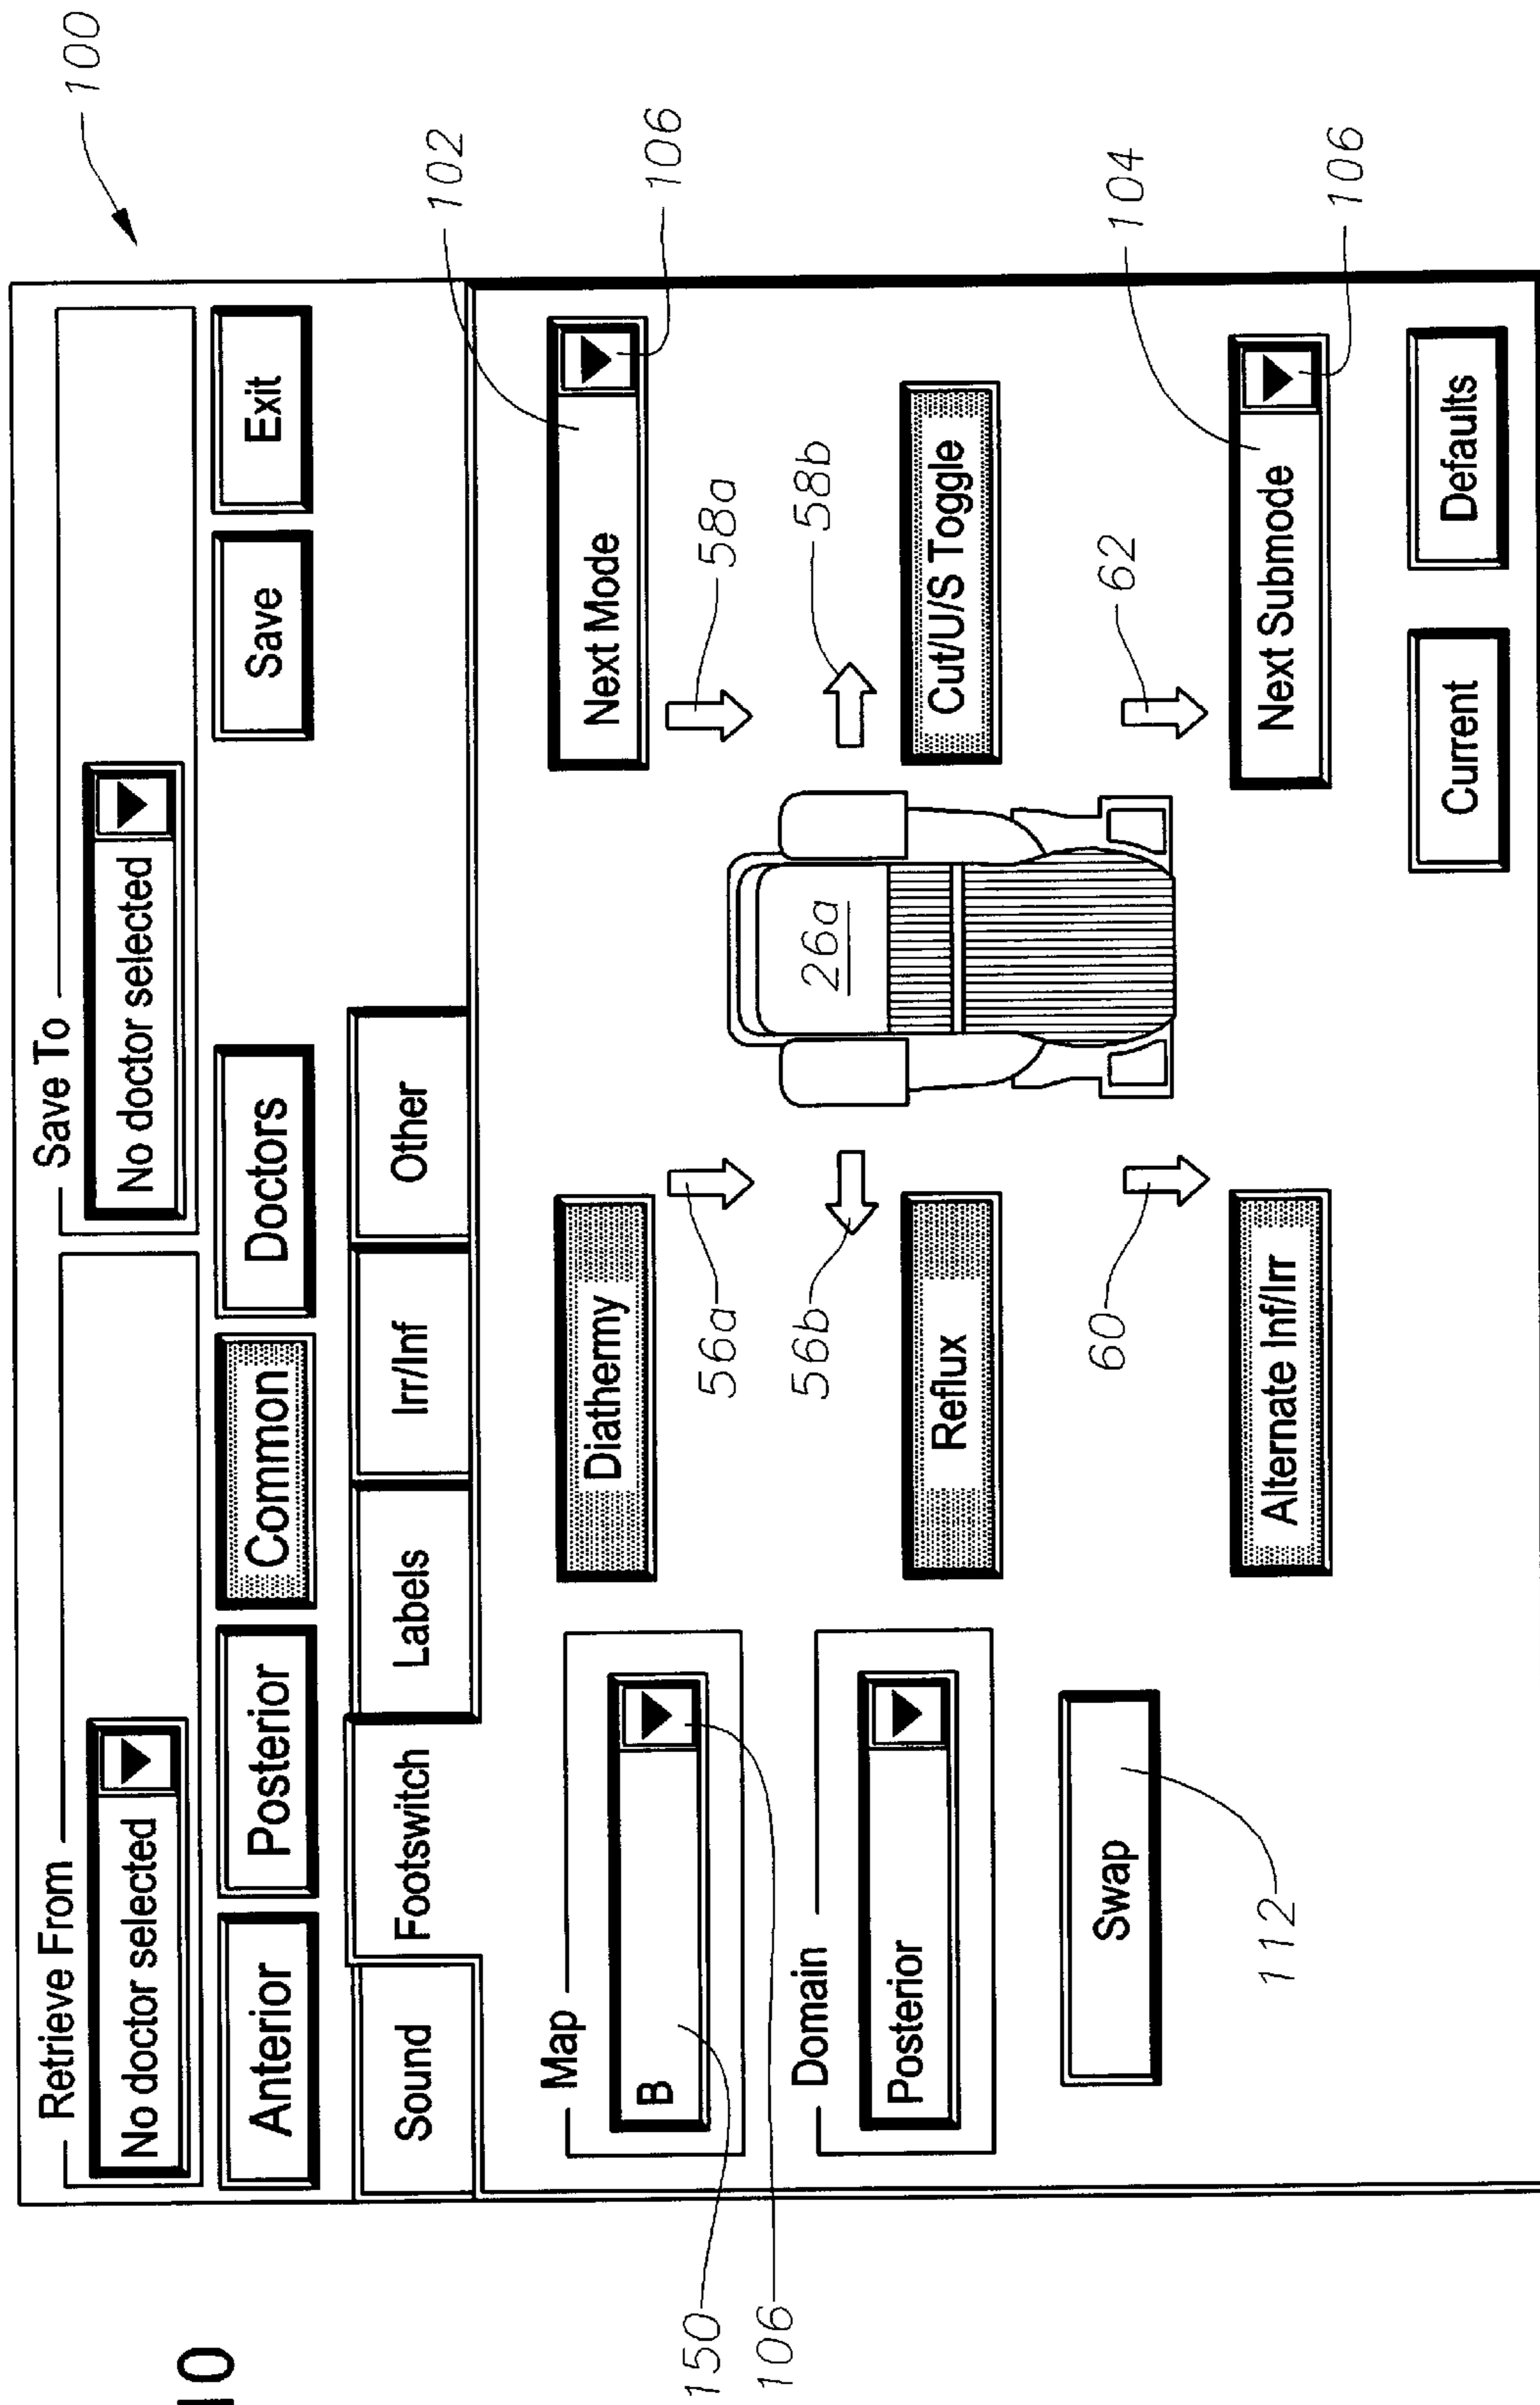 100
Retrieve From
Save To
No doctor selected
No doctor selected
Anterior
Posterior
Common
Doctors
Save
Exit
Sound
Footswitch
Labels
Irr/Inf
Other
102
106
Map
B
150
106
Diathermy
Next Mode
56a
58a
Domain
Posterior
56b
26a
58b
Reflux
Cut/U/S Toggle
Swap
112
60
62
104
106
Alternate Inf/Irr
Next Submode
Current
Defaults